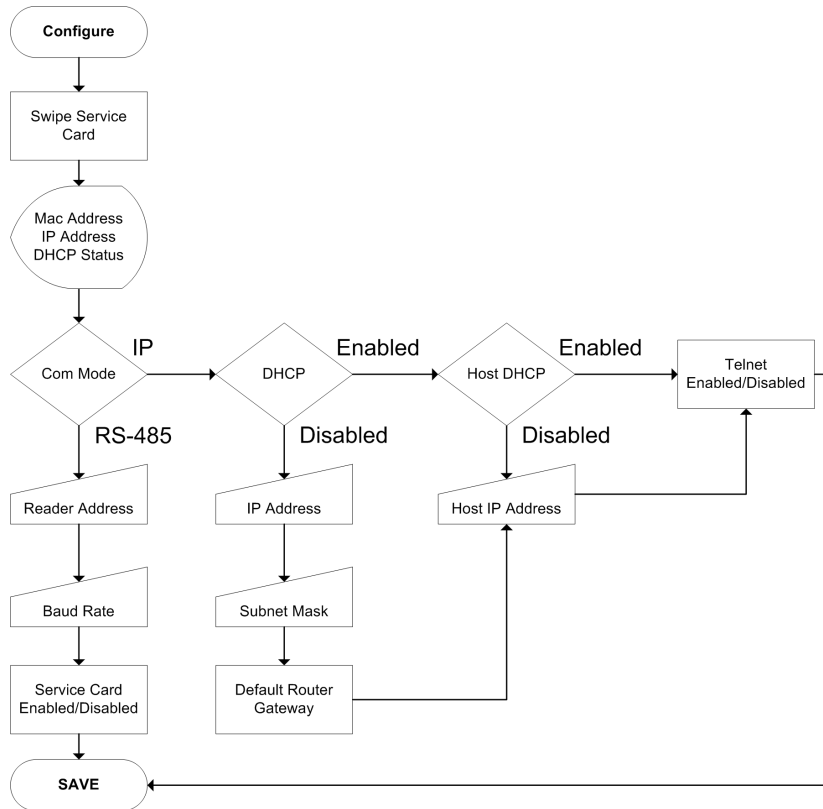 Configure
Swipe Service
Card
Mac Address
IP Address
DHCP Status
Com Mode
IP
DHCP
Enabled
Host DHCP
Enabled
Telnet
Enabled/Disabled
RS-485
Disabled
Disabled
Reader Address
IP Address
Host IP Address
Baud Rate
Subnet Mask
Service Card
Enabled/Disabled
Default Router
Gateway
SAVE